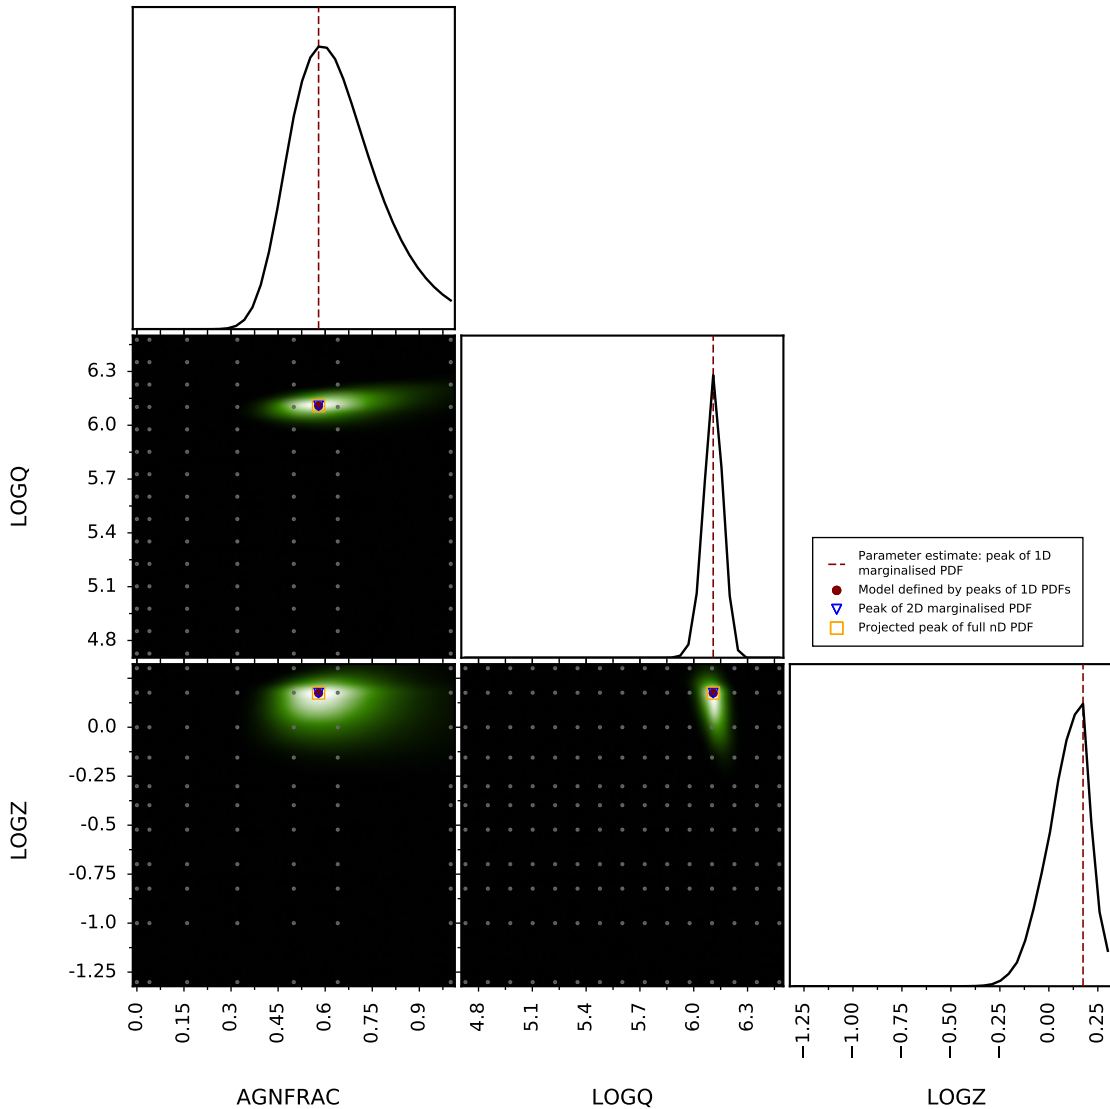 6.3
6.0
5.7
5.4
5.1
4.8
LOGQ
Parameter estimate: peak of 1D
marginalised PDF
Model defined by peaks of 1D PDFs
Peak of 2D marginalised PDF
Projected peak of full nD PDF
0.0
-0.25
-0.5
-0.75
-1.0
-1.25
LOGZ
0.0 0.15 0.3 0.45 0.6 0.75 0.9
4.8 5.1 5.4 5.7 6.0 6.3
−1.25 −1.00 −0.75 −0.50 −0.25 0.00 0.25
AGNFRAC LOGQ LOGZ